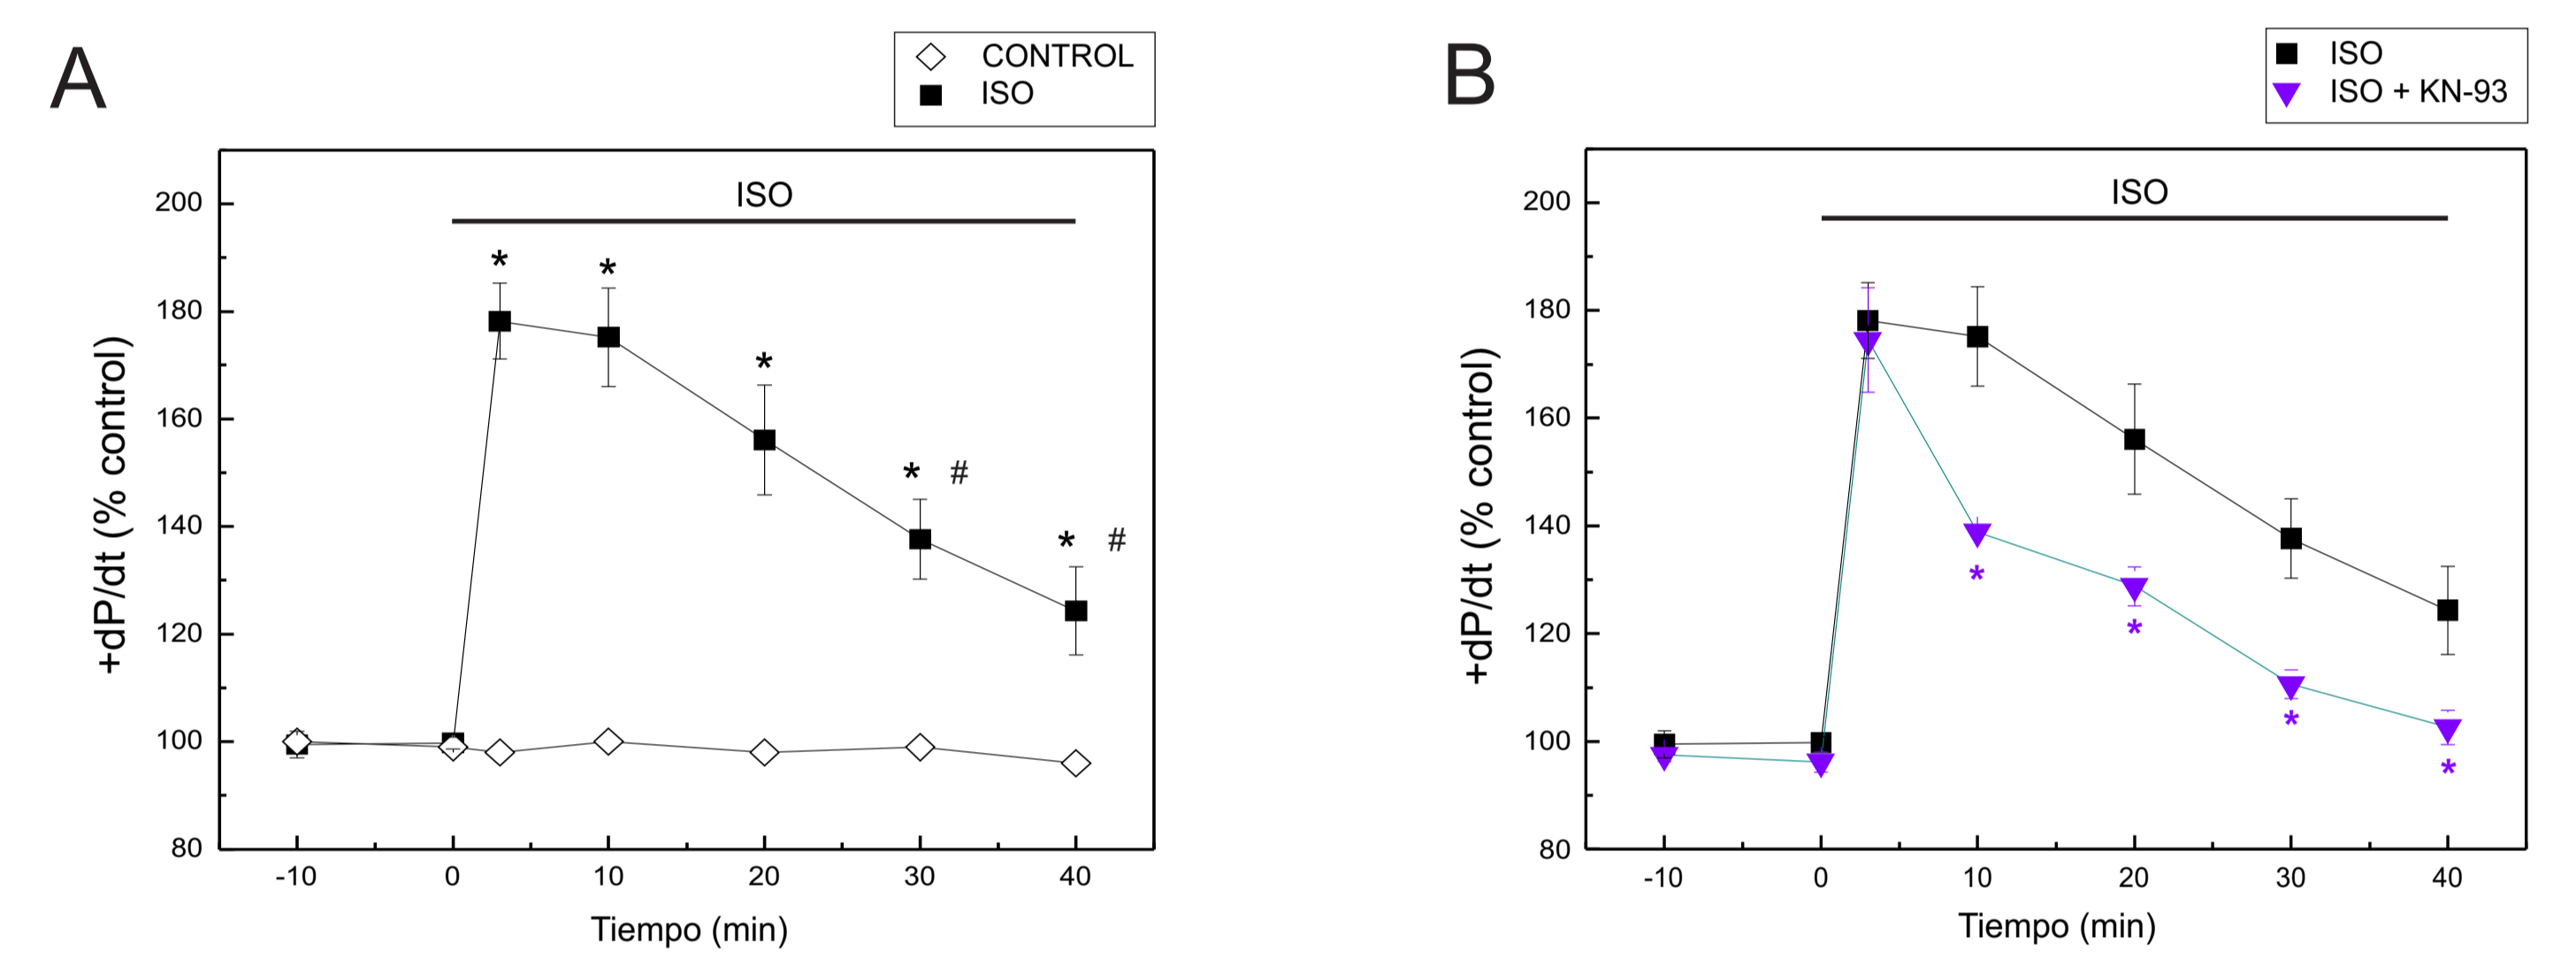 A
CONTROL
ISO
ISO
200
180
160
140
120
100
80
* * * * # * #
-10 0 10 20 30 40
+dP/dt (% control)
Tiempo (min)
B
ISO
ISO + KN-93
ISO
200
180
160
140
120
100
80
* * * *
-10 0 10 20 30 40
+dP/dt (% control)
Tiempo (min)